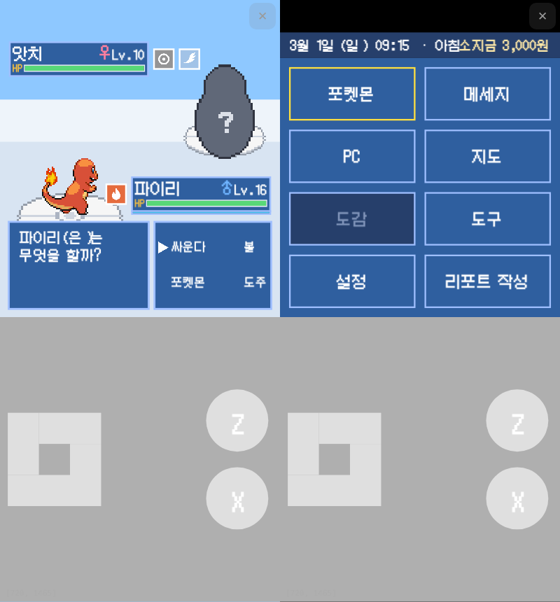 앗치 ♀Lv.10
HP
?
파이리 ♂Lv.16
HP
파이리(은)는
무엇을 할까?
▶싸운다 볼
포켓몬 도주
Z
X
3월 1일 (일) 09:15 · 아침소지금 3,000원
포켓몬 메세지
PC 지도
도감 도구
설정 리포트 작성
Z
X